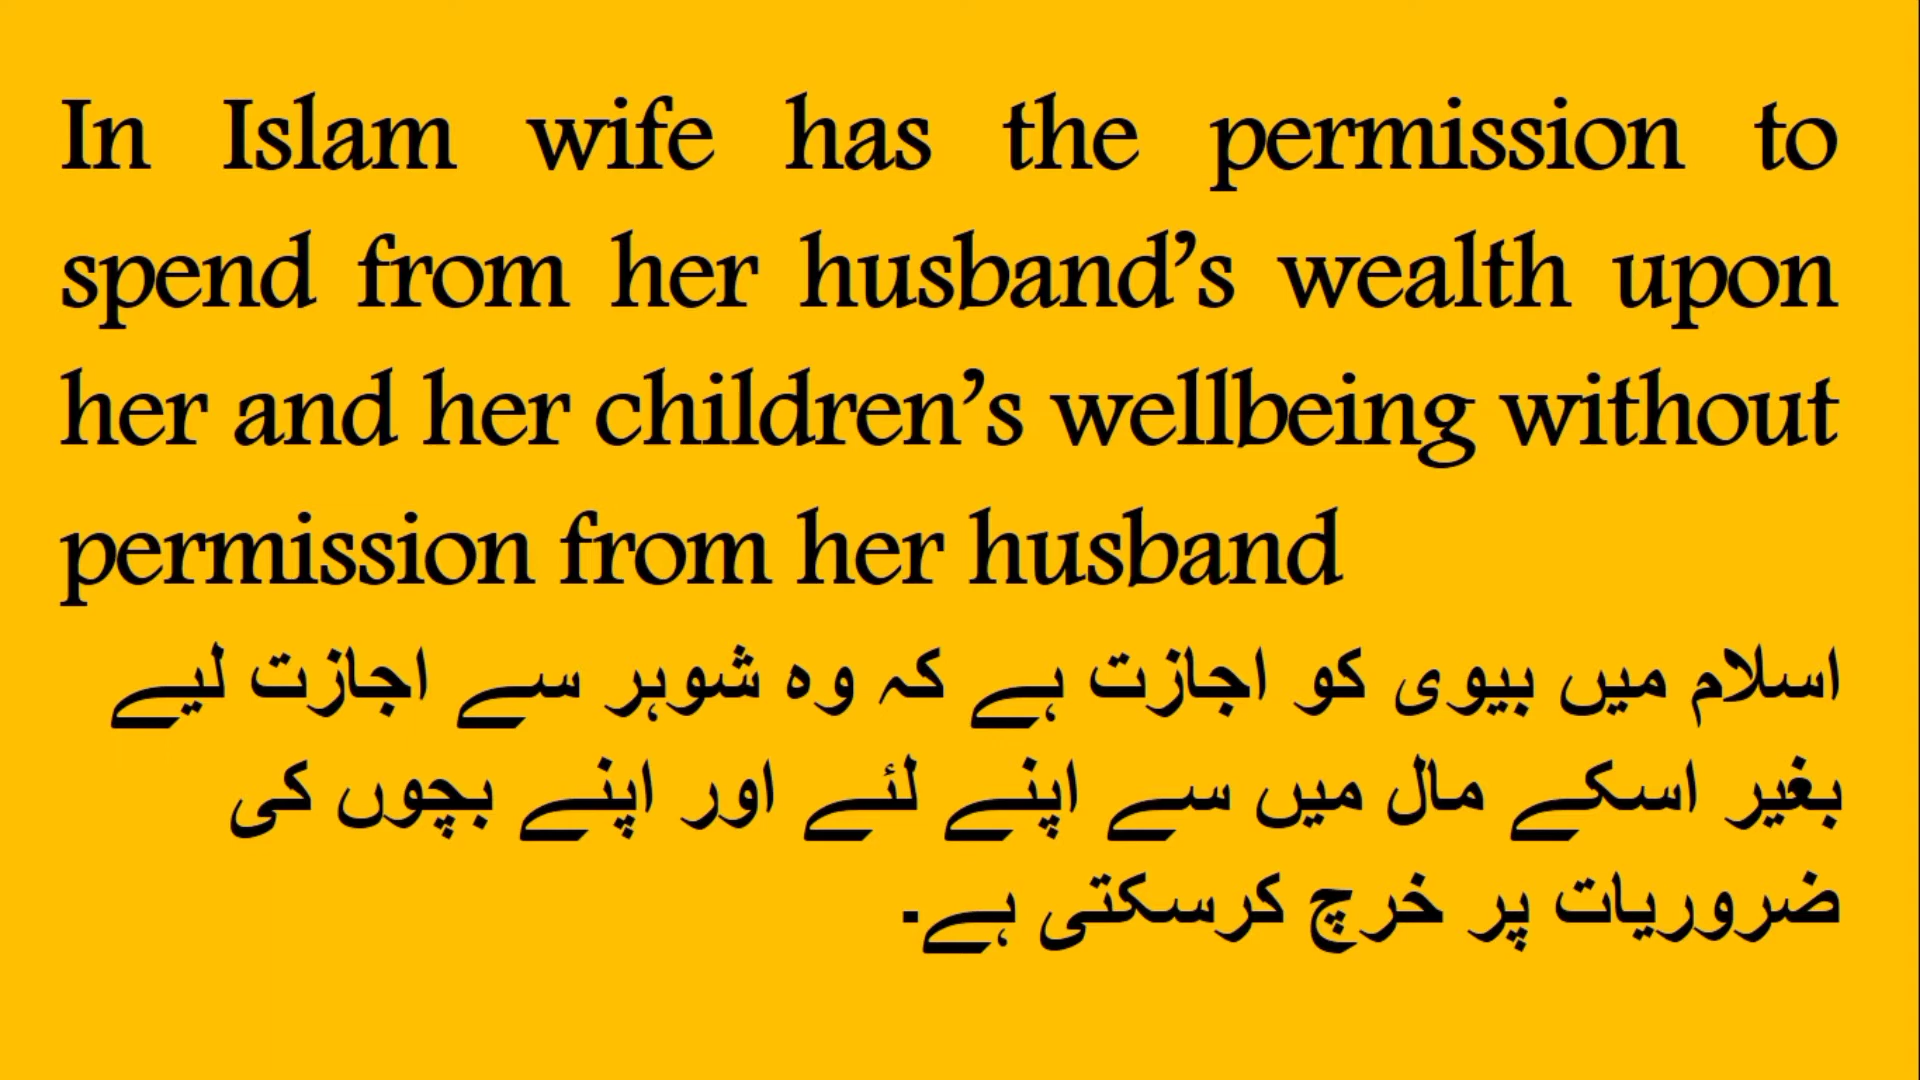 In Islam wife has the permission to
spend from her husband’s wealth upon
her and her children’s wellbeing without
permission from her husband
اسلام میں بیوی کو اجازت ہے کہ وہ شوہر سے اجازت لیے
بغیر اسکے مال میں سے اپنے لئے اور اپنے بچوں کی
ضروریات پر خرچ کرسکتی ہے۔